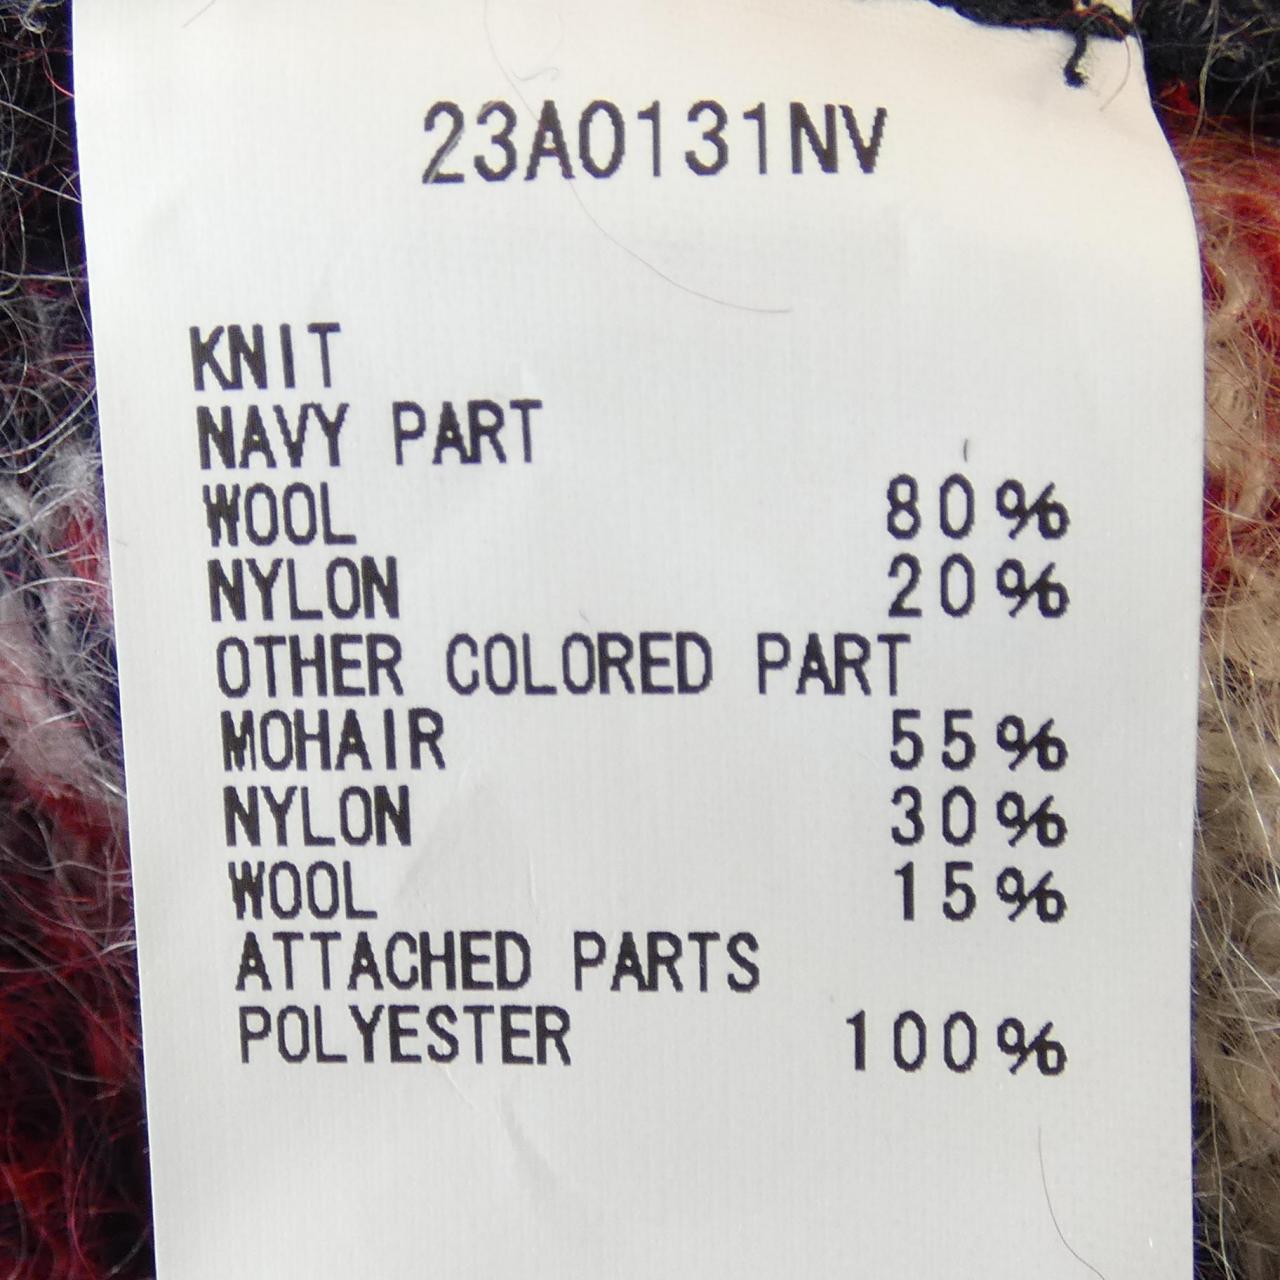 23A0131NV
KNIT
NAVY PART
WOOL 80%
NYLON 20%
OTHER COLORED PART
MOHAIR 55%
NYLON 30%
WOOL 15%
ATTACHED PARTS
POLYESTER 100%